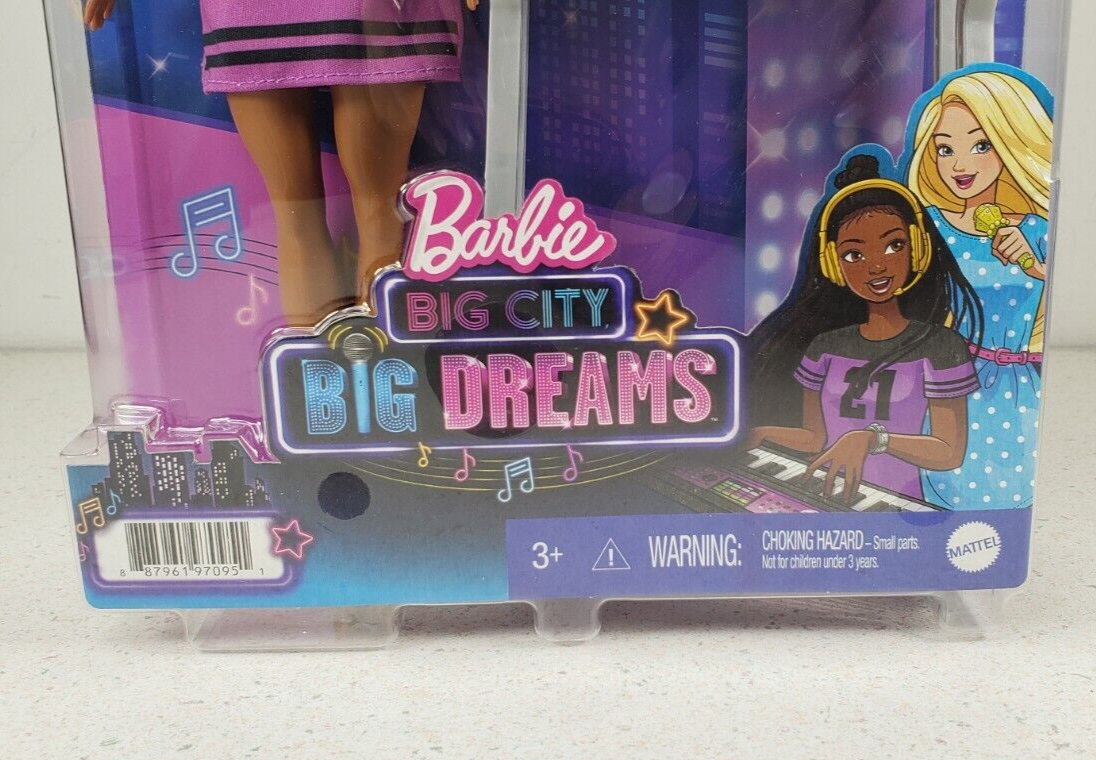 Barbie
BIG CITY
BIG DREAMS™
21
8 87961 97095 1
3+
WARNING: CHOKING HAZARD – Small parts.
Not for children under 3 years.
MATTEL